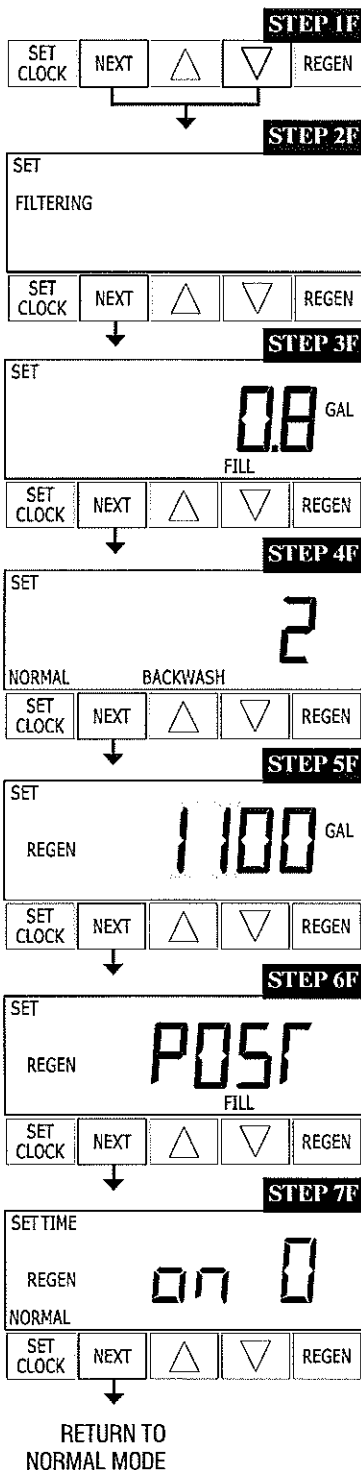 STEP 1F
SET CLOCK NEXT REGEN
STEP 2F
SET
FILTERING
SET CLOCK NEXT REGEN
STEP 3F
SET
0.8 GAL
FILL
SET CLOCK NEXT REGEN
STEP 4F
SET
2
NORMAL BACKWASH
SET CLOCK NEXT REGEN
STEP 5F
SET
REGEN 1100 GAL
SET CLOCK NEXT REGEN
STEP 6F
SET
REGEN POST
FILL
SET CLOCK NEXT REGEN
STEP 7F
SET TIME
REGEN on 0
NORMAL
SET CLOCK NEXT REGEN
RETURN TO
NORMAL MODE